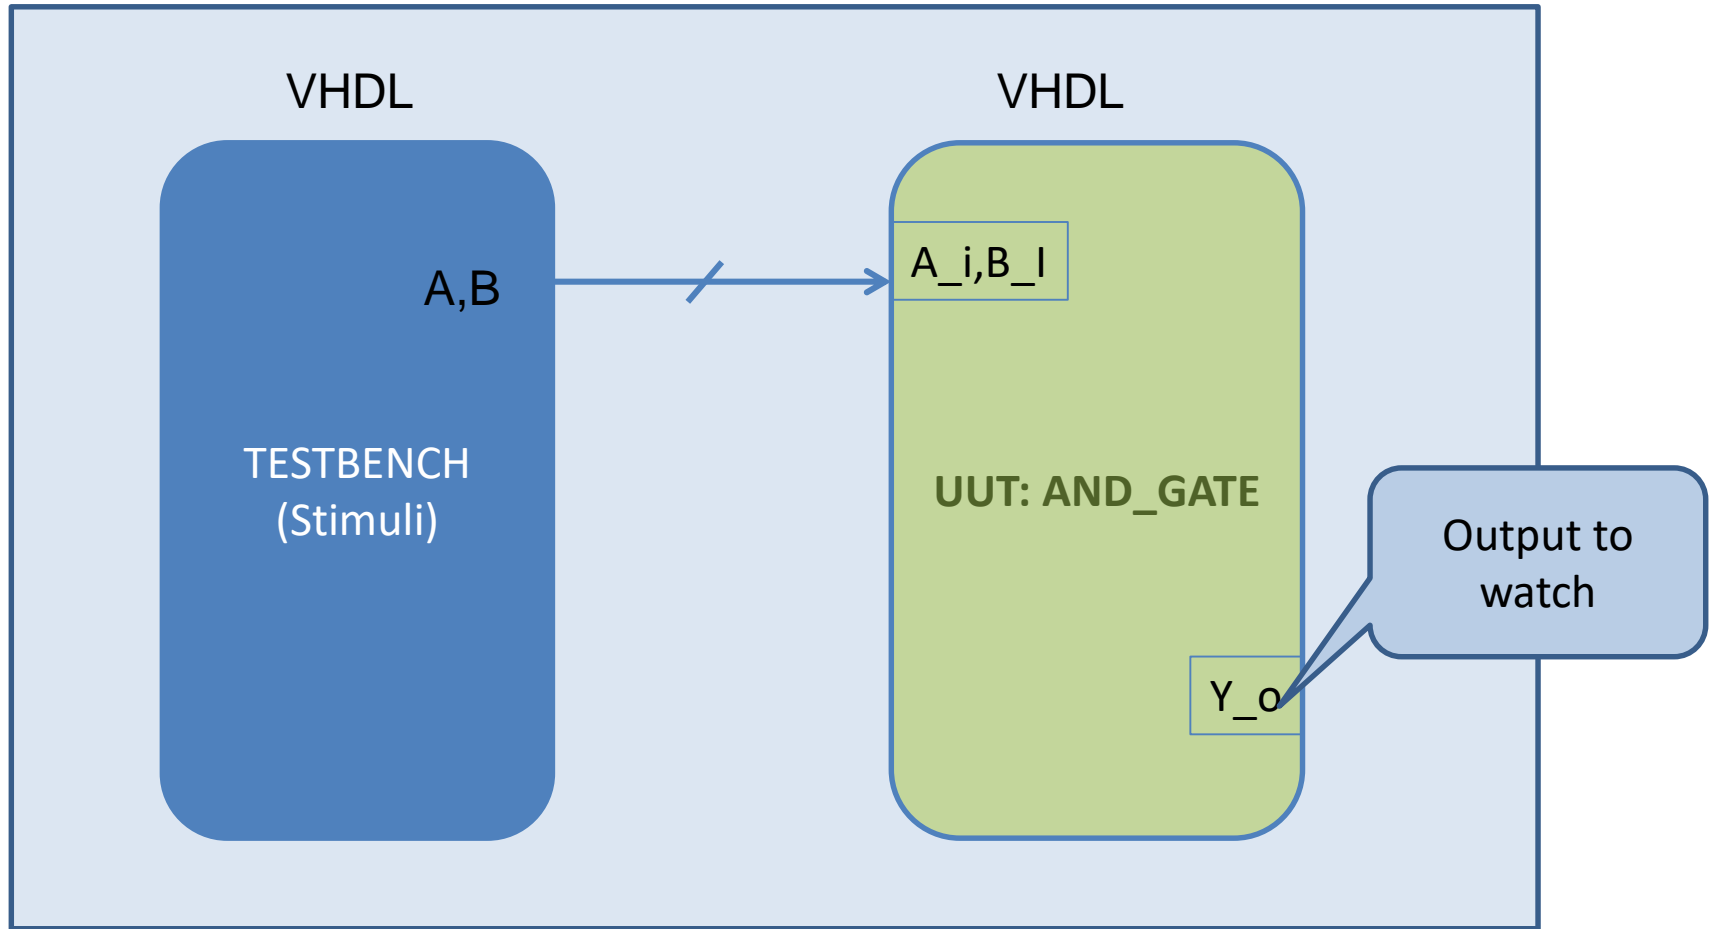 VHDL
VHDL
A,B
A_i,B_I
TESTBENCH
(Stimuli)
UUT: AND_GATE
Output to
watch
Y_o